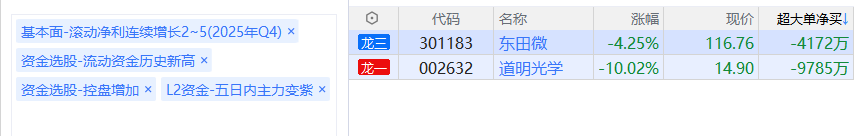 基本面-滚动净利连续增长2~5(2025年Q4) ×
资金选股-流动资金历史新高 ×
资金选股-控盘增加 × L2资金-五日内主力变紫 ×
代码 名称 涨幅 现价 超大单净买↓
龙三 301183 东田微 -4.25% 116.76 -4172万
龙一 002632 道明光学 -10.02% 14.90 -9785万